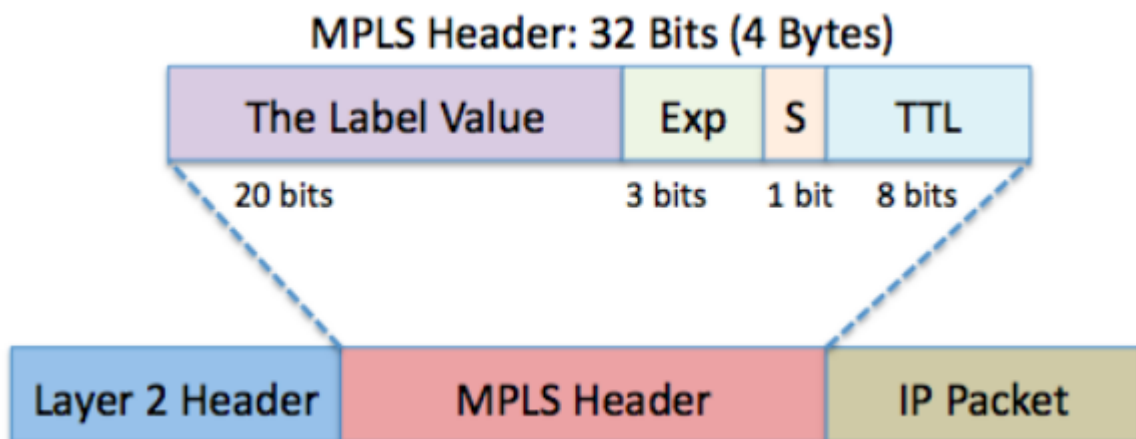 MPLS Header: 32 Bits (4 Bytes)
The Label Value Exp S TTL
20 bits 3 bits 1 bit 8 bits
Layer 2 Header MPLS Header IP Packet